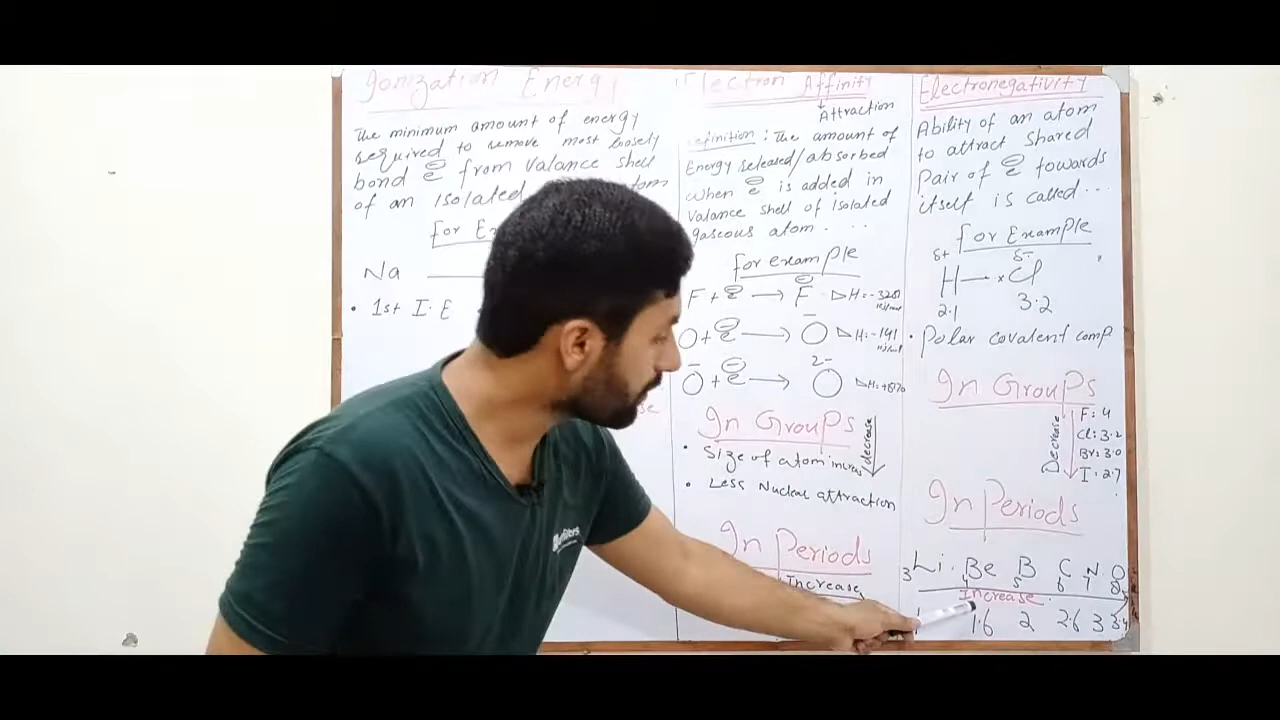 Ionization Energy
The minimum amount of energy
required to remove most loosely
bond e⊖ from valance shell
of an Isolated atom
for Ex
Na
• 1st I.E
Electron Affinity
Attraction
Definition : The amount of
Energy released/absorbed
when e⊖ is added in
valance shell of isolated
gaseous atom. ...
for example
F + e⊖ → F⊖ ΔH=-328
O + e⊖ → O⁻ ΔH=-141
O⁻ + e⊖ → O²⁻
In Groups
decrease
• Size of atom increas
• Less Nuclear attraction
In Periods
Increase
Electronegativity
Ability of an atom
to attract shared
Pair of e⊖ towards
itself is called...
for Example
δ+ δ-
H — × Cl
2.1 3.2
• Polar covalent comp.
In Groups
Decrease
F: 4
Cl: 3.2
Br: 3.0
I: 2.7
In Periods
3 Li Be B C N O
4 5 6 7 8
Increase
1.6 2 2.6 3 3.4